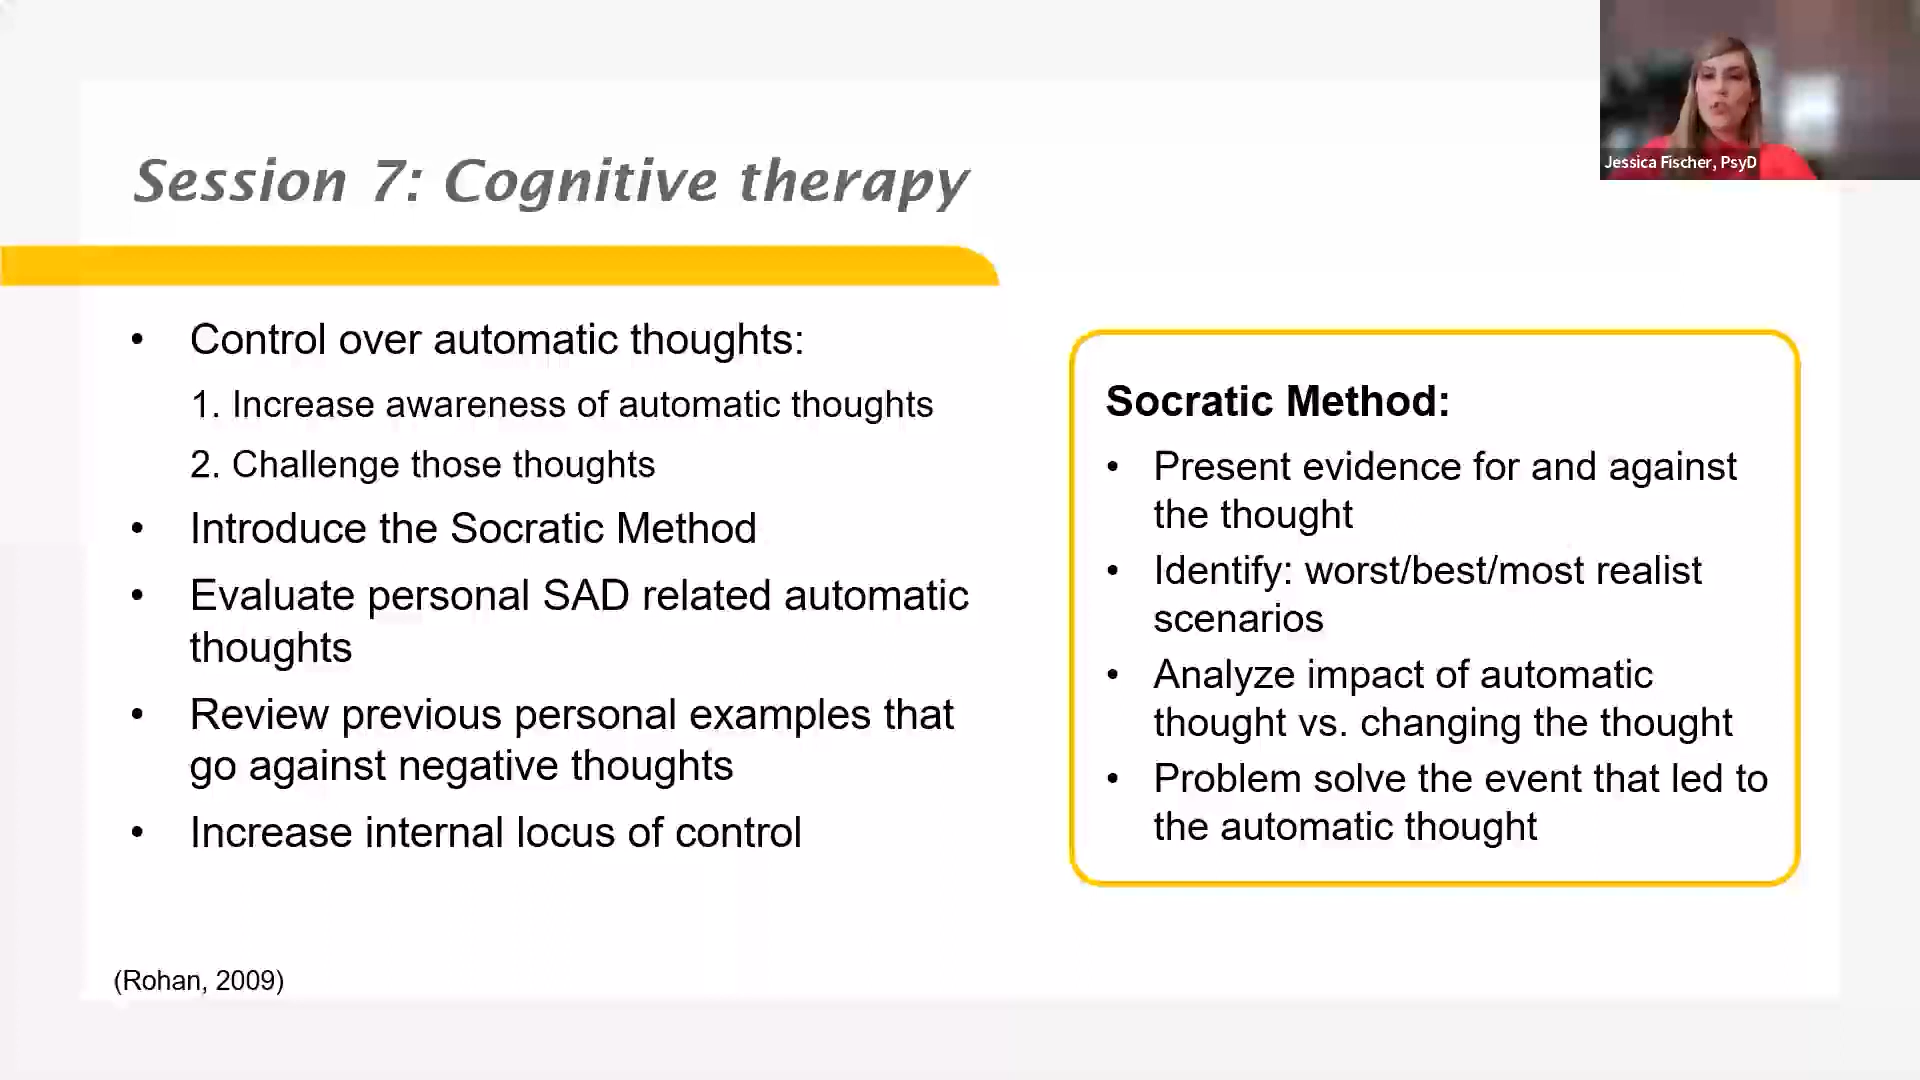 Jessica Fischer, PsyD
Session 7: Cognitive therapy
• Control over automatic thoughts:
1. Increase awareness of automatic thoughts
2. Challenge those thoughts
• Introduce the Socratic Method
• Evaluate personal SAD related automatic
thoughts
• Review previous personal examples that
go against negative thoughts
• Increase internal locus of control
Socratic Method:
• Present evidence for and against
the thought
• Identify: worst/best/most realist
scenarios
• Analyze impact of automatic
thought vs. changing the thought
• Problem solve the event that led to
the automatic thought
(Rohan, 2009)